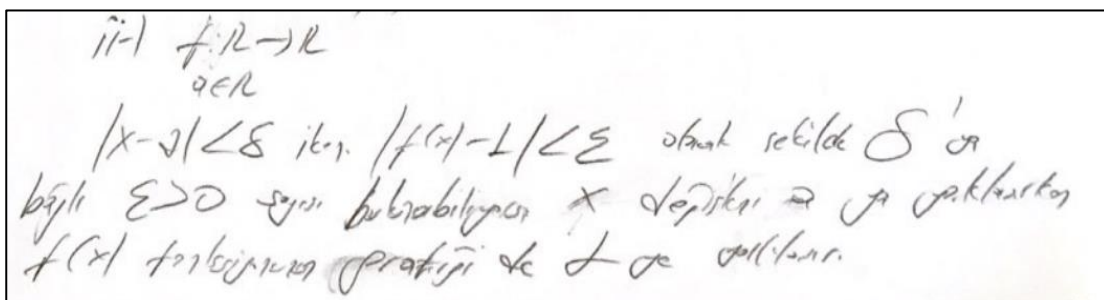 ii-) f:R→R
a∈R
|x-a|<δ iken |f(x)-L|<ε olacak şekilde δ' ya
bağlı ε>0 sayısı bulunabiliyorsa x değişkeni a ya yaklaşırken
f(x) fonksiyonunun grafiği de L ye yaklaşır.